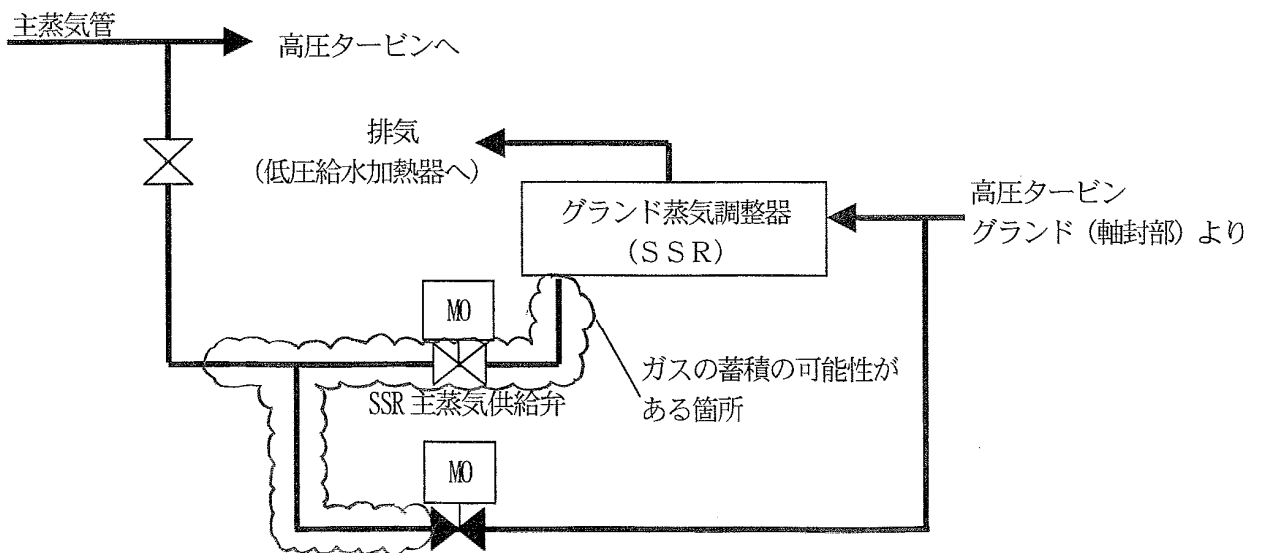 主蒸気管
高圧タービンへ
排気
(低圧給水加熱器へ)
グランド蒸気調整器
(SSR)
高圧タービン
グランド(軸封部)より
MO
SSR 主蒸気供給弁
ガスの蓄積の可能性が
ある箇所
MO